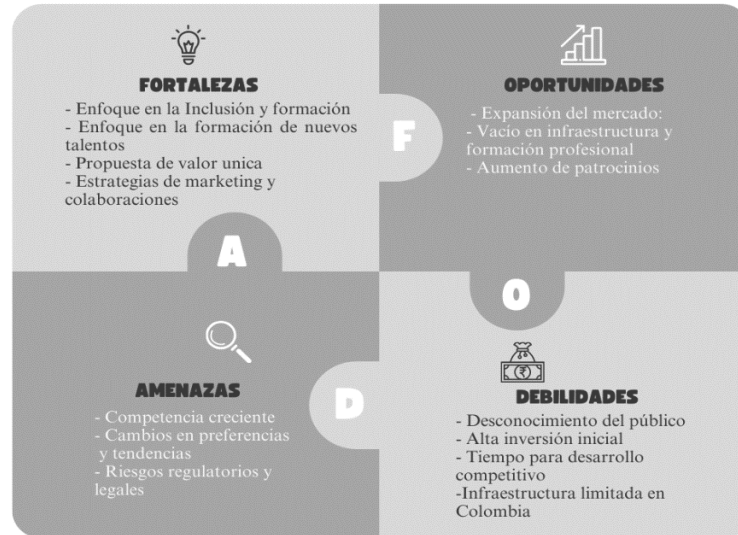 FORTALEZAS
- Enfoque en la Inclusión y formación
- Enfoque en la formación de nuevos
talentos
- Propuesta de valor unica
- Estrategias de marketing y
colaboraciones
F
OPORTUNIDADES
- Expansión del mercado:
- Vacío en infraestructura y
formación profesional
- Aumento de patrocinios
A
AMENAZAS
- Competencia creciente
- Cambios en preferencias
y tendencias
- Riesgos regulatorios y
legales
D
O
₹
DEBILIDADES
- Desconocimiento del público
- Alta inversión inicial
- Tiempo para desarrollo
competitivo
-Infraestructura limitada en
Colombia